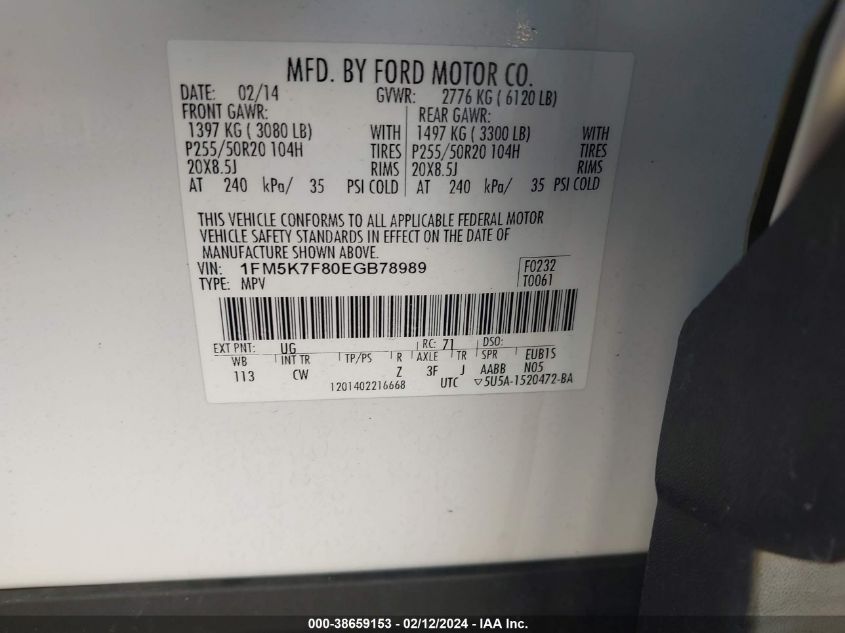 MFD. BY FORD MOTOR CO.
DATE: 02/14 GVWR: 2776 KG ( 6120 LB)
FRONT GAWR: REAR GAWR:
1397 KG ( 3080 LB) WITH 1497 KG ( 3300 LB) WITH
P255/50R20 104H TIRES P255/50R20 104H TIRES
20X8.5J RIMS 20X8.5J RIMS
AT 240 kPa/ 35 PSI COLD AT 240 kPa/ 35 PSI COLD
THIS VEHICLE CONFORMS TO ALL APPLICABLE FEDERAL MOTOR
VEHICLE SAFETY STANDARDS IN EFFECT ON THE DATE OF
MANUFACTURE SHOWN ABOVE.
VIN: 1FM5K7F80EGB78989 F0232
TYPE: MPV T0061
EXT PNT: UG RC: 71 DSO:
WB INT TR TP/PS R AXLE TR SPR EUB1S
113 CW Z 3F J AABB N05
1201402216668 UTC ▽5U5A-1520472-BA
000-38659153 - 02/12/2024 - IAA Inc.